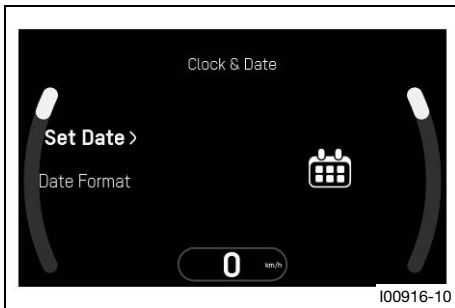 Clock & Date
Set Date >
Date Format
0 km/h
I00916-10